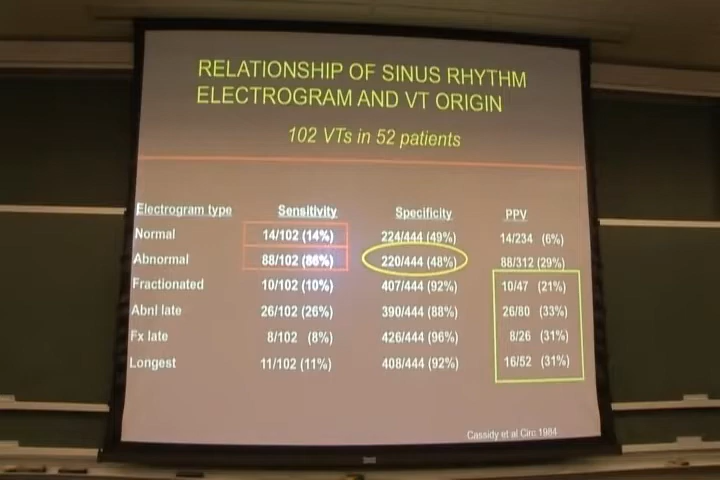 RELATIONSHIP OF SINUS RHYTHM
ELECTROGRAM AND VT ORIGIN
102 VTs in 52 patients
Electrogram type Sensitivity Specificity PPV
Normal 14/102 (14%) 224/444 (49%) 14/234 (6%)
Abnormal 88/102 (86%) 220/444 (48%) 88/312 (29%)
Fractionated 10/102 (10%) 407/444 (92%) 10/47 (21%)
Abnl late 26/102 (26%) 390/444 (88%) 26/80 (33%)
Fx late 8/102 (8%) 426/444 (96%) 8/26 (31%)
Longest 11/102 (11%) 408/444 (92%) 16/52 (31%)
Cassidy et al Circ 1984